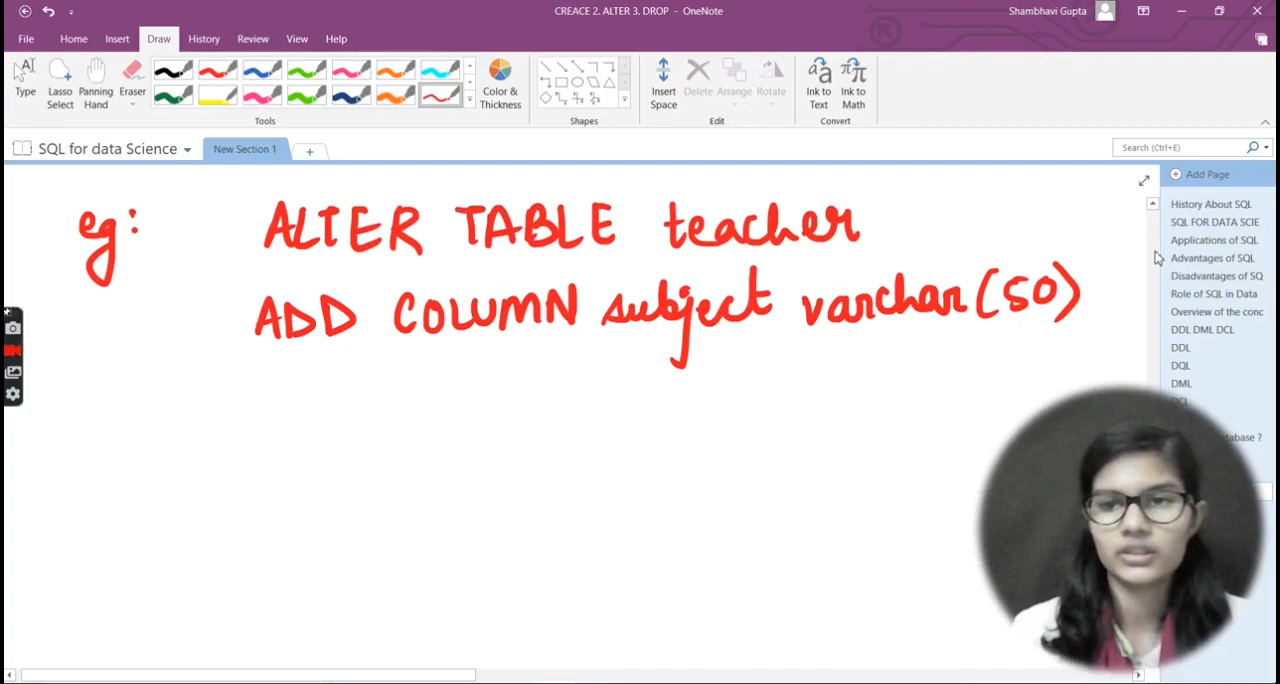 CREACE 2. ALTER 3. DROP - OneNote
Shambhavi Gupta
File Home Insert Draw History Review View Help
Type Lasso Select Panning Hand Eraser
Color & Thickness
Insert Space Delete Arrange Rotate
Ink to Text Ink to Math
Tools Shapes Edit Convert
SQL for data Science New Section 1
Search (Ctrl+E)
Add Page
eg: ALTER TABLE teacher
ADD COLUMN subject varchar(50)
History About SQL
SQL FOR DATA SCIE
Applications of SQL
Advantages of SQL
Disadvantages of SQ
Role of SQL in Data
Overview of the conc
DDL DML DCL
DDL
DQL
DML
DCL